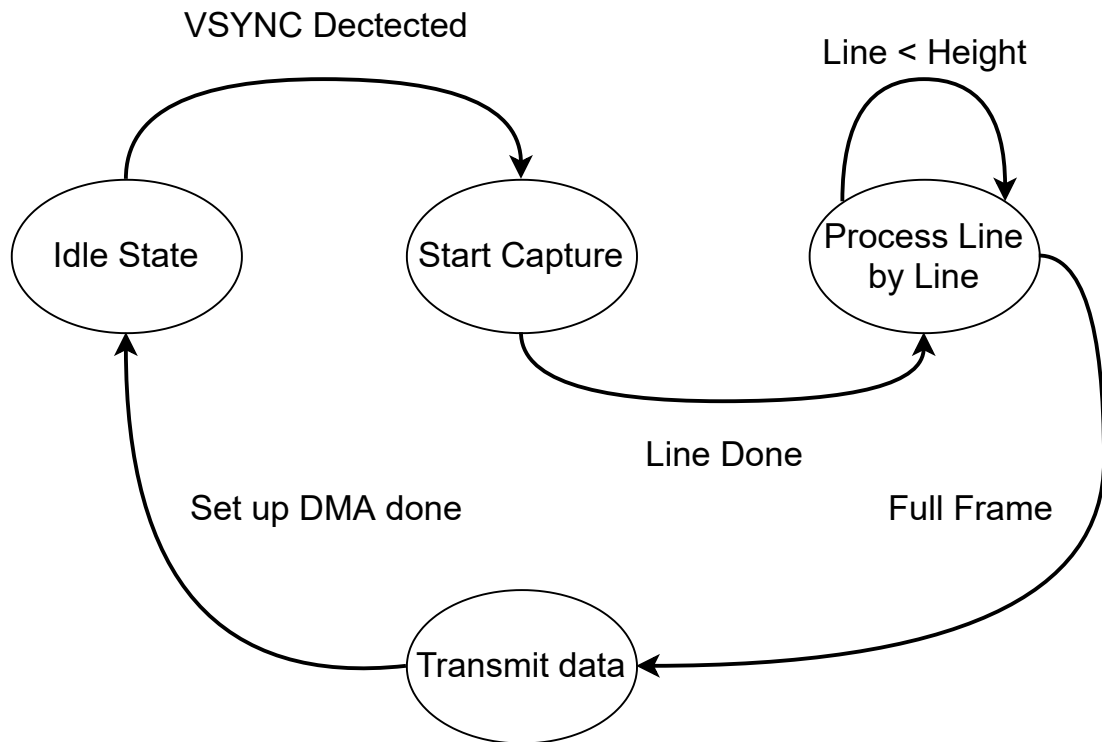 VSYNC Dectected
Line < Height
Idle State
Start Capture
Process Line
by Line
Line Done
Set up DMA done
Full Frame
Transmit data